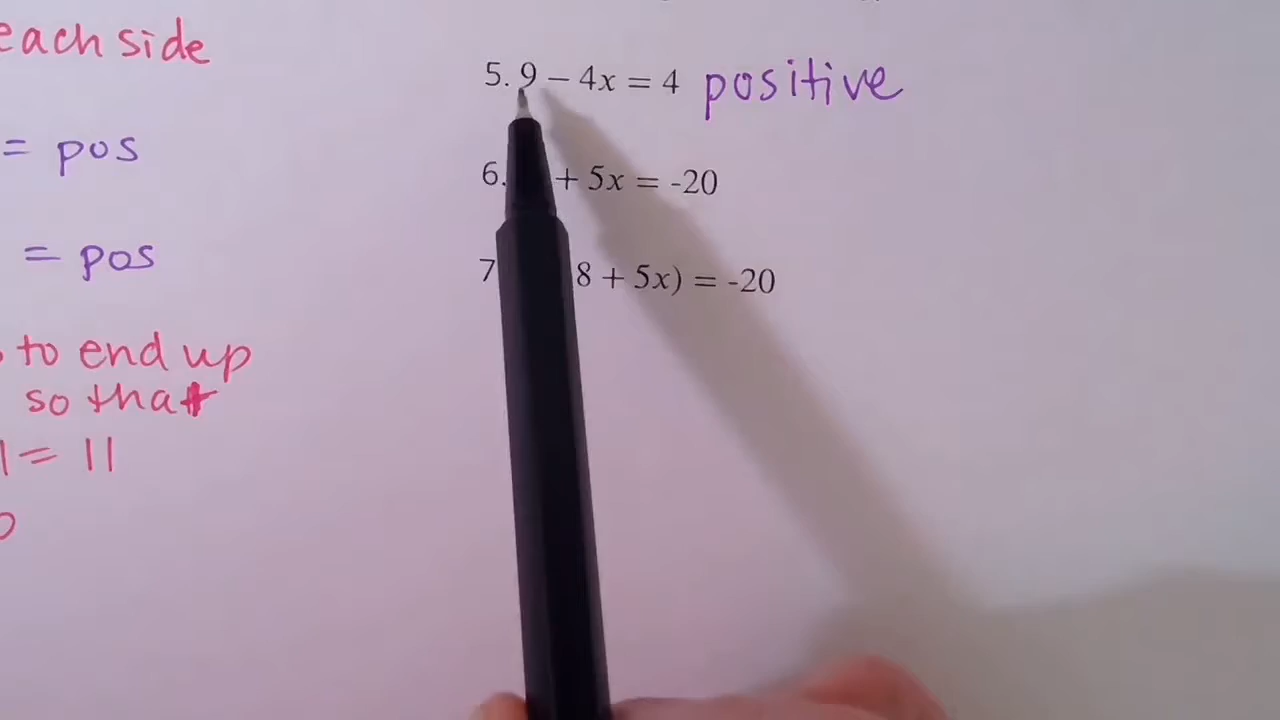 each side
= pos
= pos
to end up
so that
= 11
5. 9 – 4x = 4 positive
6. + 5x = -20
7 8 + 5x) = -20